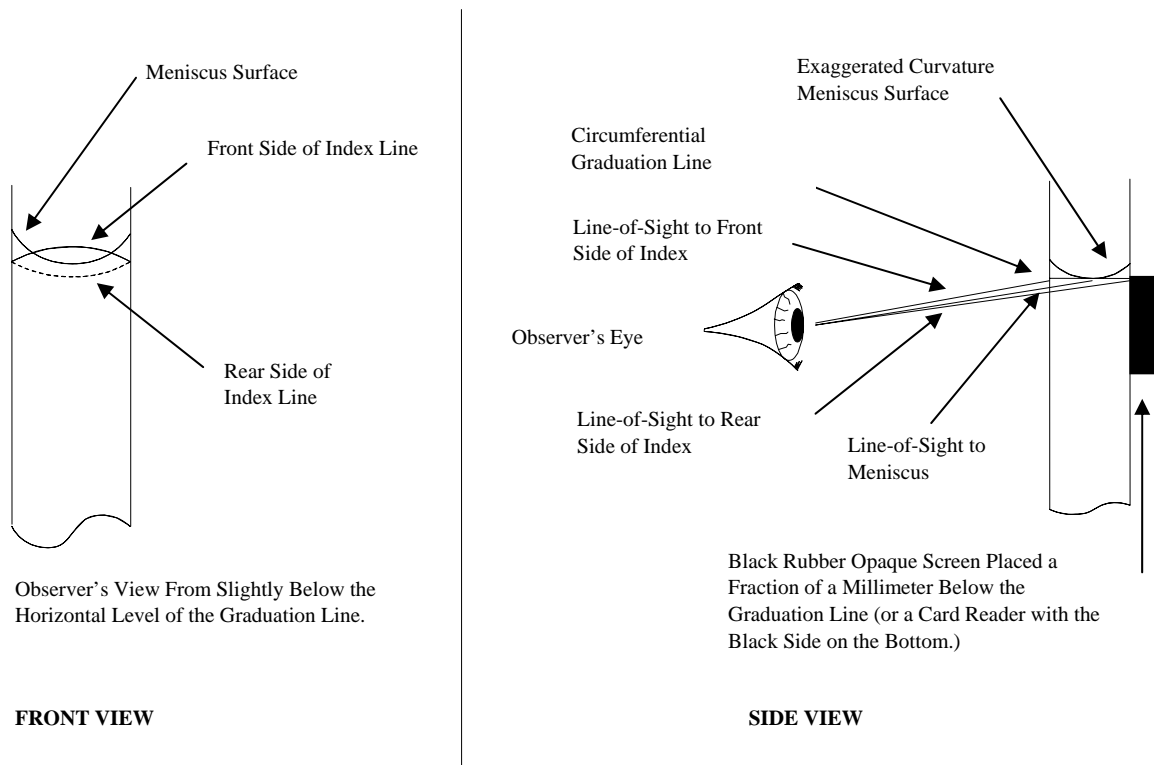 Meniscus Surface
Front Side of Index Line
Rear Side of
Index Line
Observer’s View From Slightly Below the
Horizontal Level of the Graduation Line.
FRONT VIEW
Exaggerated Curvature
Meniscus Surface
Circumferential
Graduation Line
Line-of-Sight to Front
Side of Index
Observer’s Eye
Line-of-Sight to Rear
Side of Index
Line-of-Sight to
Meniscus
Black Rubber Opaque Screen Placed a
Fraction of a Millimeter Below the
Graduation Line (or a Card Reader with the
Black Side on the Bottom.)
SIDE VIEW